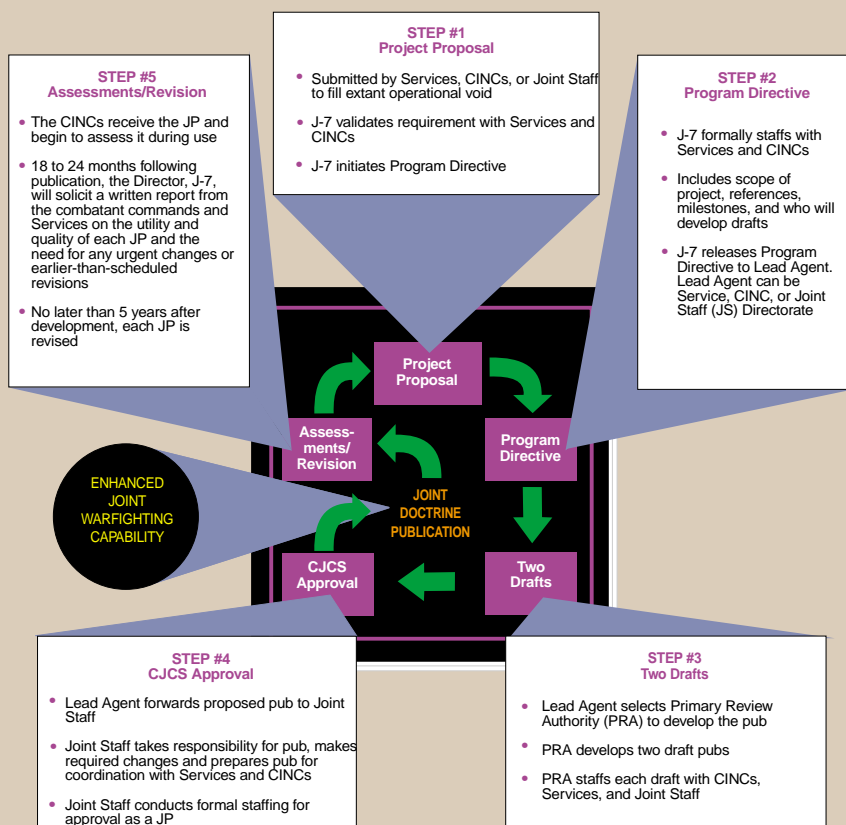 STEP #1
Project Proposal
• Submitted by Services, CINCs, or Joint Staff
to fill extant operational void
• J-7 validates requirement with Services and
CINCs
• J-7 initiates Program Directive
STEP #5
Assessments/Revision
• The CINCs receive the JP and
begin to assess it during use
• 18 to 24 months following
publication, the Director, J-7,
will solicit a written report from
the combatant commands and
Services on the utility and
quality of each JP and the
need for any urgent changes or
earlier-than-scheduled
revisions
• No later than 5 years after
development, each JP is
revised
STEP #2
Program Directive
• J-7 formally staffs with
Services and CINCs
• Includes scope of
project, references,
milestones, and who will
develop drafts
• J-7 releases Program
Directive to Lead Agent.
Lead Agent can be
Service, CINC, or Joint
Staff (JS) Directorate
Project
Proposal
Assess-
ments/
Revision
Program
Directive
ENHANCED
JOINT
WARFIGHTING
CAPABILITY
JOINT
DOCTRINE
PUBLICATION
CJCS
Approval
Two
Drafts
STEP #4
CJCS Approval
• Lead Agent forwards proposed pub to Joint
Staff
• Joint Staff takes responsibility for pub, makes
required changes and prepares pub for
coordination with Services and CINCs
• Joint Staff conducts formal staffing for
approval as a JP
STEP #3
Two Drafts
• Lead Agent selects Primary Review
Authority (PRA) to develop the pub
• PRA develops two draft pubs
• PRA staffs each draft with CINCs,
Services, and Joint Staff